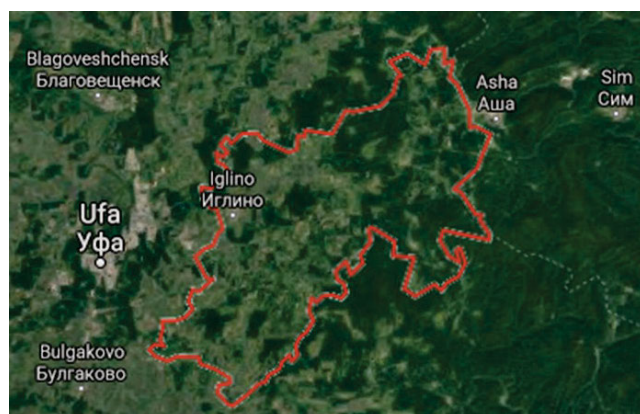 Blagoveshchensk
Благовещенск
Asha
Аша
Sim
Сим
Iglino
Иглино
Ufa
Уфа
Bulgakovo
Булгаково